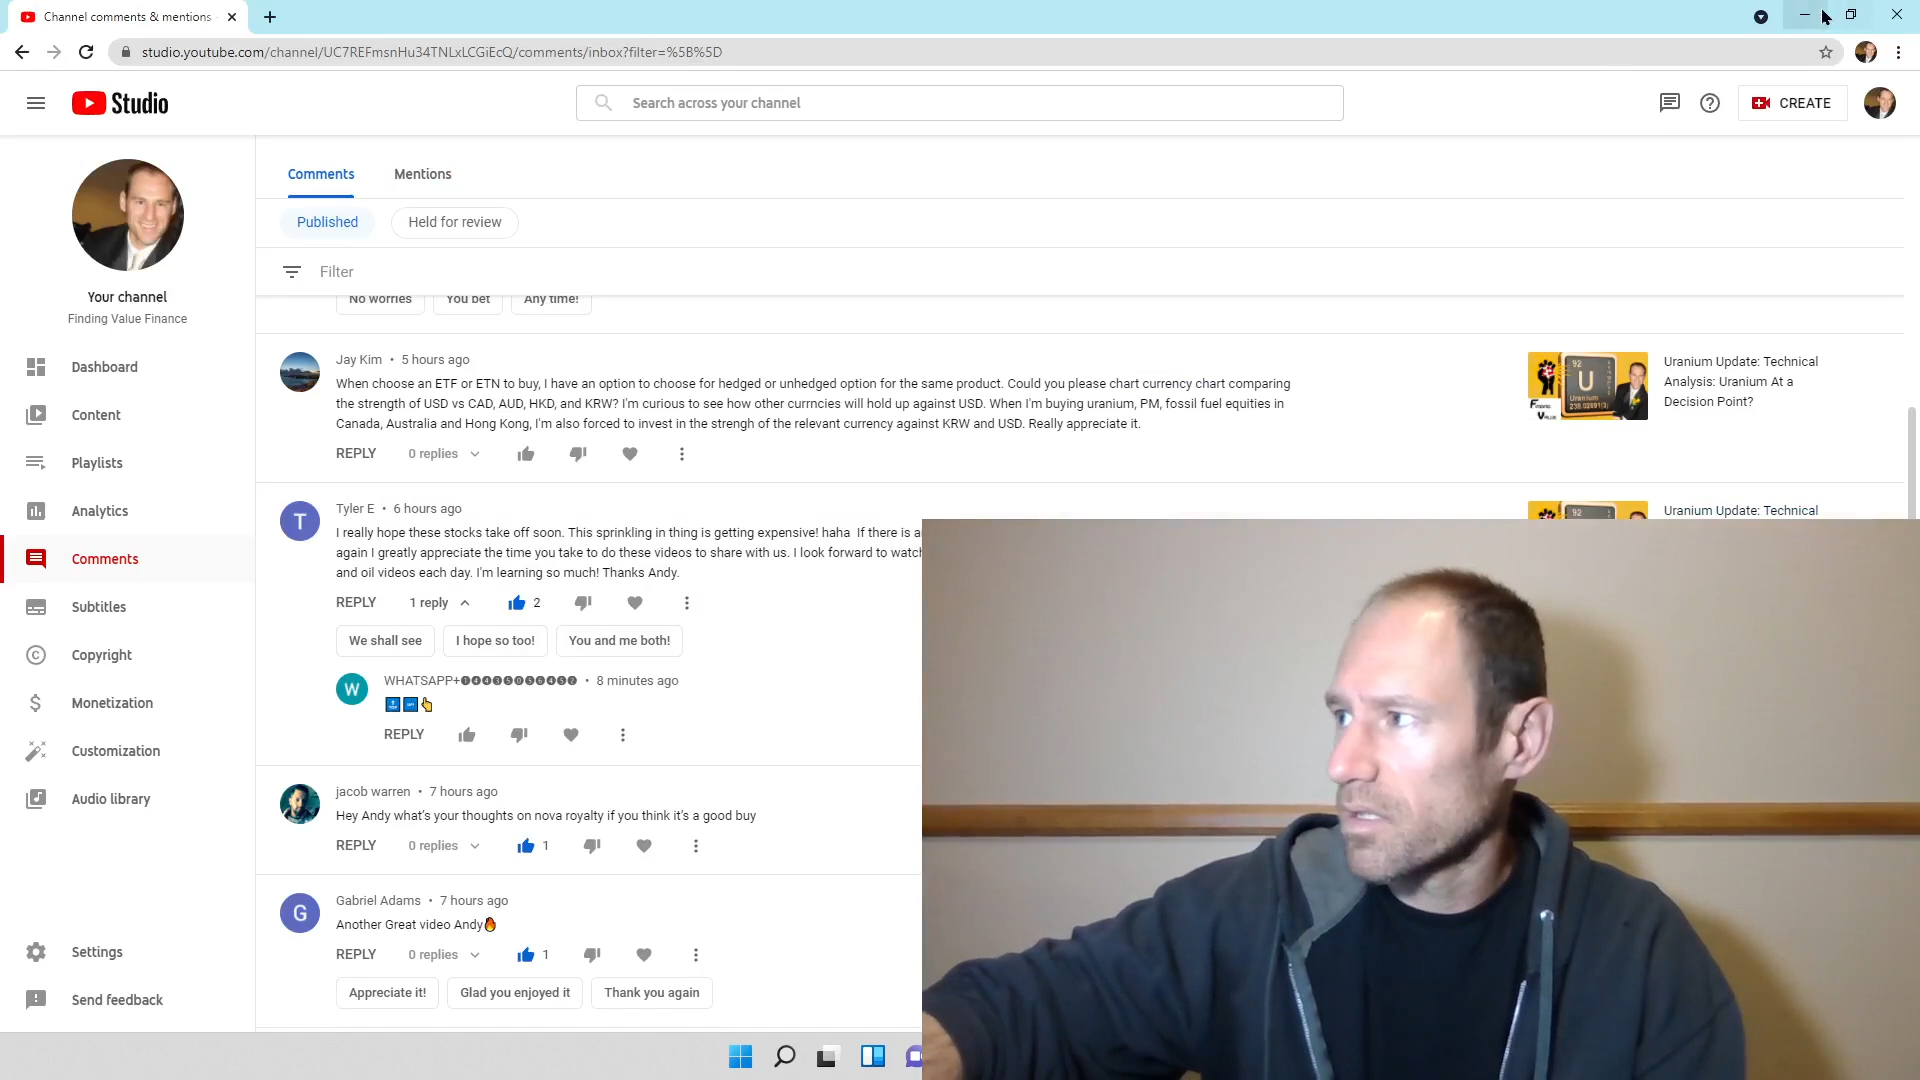 Channel comments & mentions
studio.youtube.com/channel/UC7REFmsnHu34TNLxLCGiEcQ/comments/inbox?filter=%5B%5D
Studio
Search across your channel
CREATE
Your channel
Finding Value Finance
Dashboard
Content
Playlists
Analytics
Comments
Subtitles
Copyright
Monetization
Customization
Audio library
Settings
Send feedback
Comments Mentions
Published Held for review
Filter
No worries You bet Any time!
Jay Kim • 5 hours ago
When choose an ETF or ETN to buy, I have an option to choose for hedged or unhedged option for the same product. Could you please chart currency chart comparing
the strength of USD vs CAD, AUD, HKD, and KRW? I'm curious to see how other currncies will hold up against USD. When I'm buying uranium, PM, fossil fuel equities in
Canada, Australia and Hong Kong, I'm also forced to invest in the strengh of the relevant currency against KRW and USD. Really appreciate it.
REPLY 0 replies
92
U
Uranium
Finding
Value
Uranium Update: Technical
Analysis: Uranium At a
Decision Point?
T
Tyler E • 6 hours ago
I really hope these stocks take off soon. This sprinkling in thing is getting expensive! haha If there is a
again I greatly appreciate the time you take to do these videos to share with us. I look forward to watch
and oil videos each day. I'm learning so much! Thanks Andy.
REPLY 1 reply 2
We shall see I hope so too! You and me both!
92
Uranium Update: Technical
W
WHATSAPP+❶❹❹❸❺⓿❺❻❹❺❷ • 8 minutes ago
REPLY
jacob warren • 7 hours ago
Hey Andy what's your thoughts on nova royalty if you think it's a good buy
REPLY 0 replies 1
G
Gabriel Adams • 7 hours ago
Another Great video Andy🔥
REPLY 0 replies 1
Appreciate it! Glad you enjoyed it Thank you again